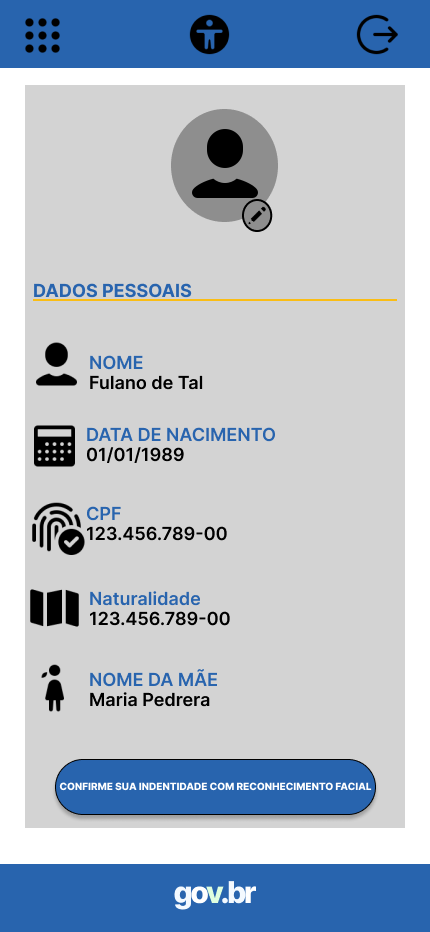 DADOS PESSOAIS
NOME
Fulano de Tal
DATA DE NACIMENTO
01/01/1989
CPF
123.456.789-00
Naturalidade
123.456.789-00
NOME DA MÃE
Maria Pedrera
CONFIRME SUA INDENTIDADE COM RECONHECIMENTO FACIAL
gov.br